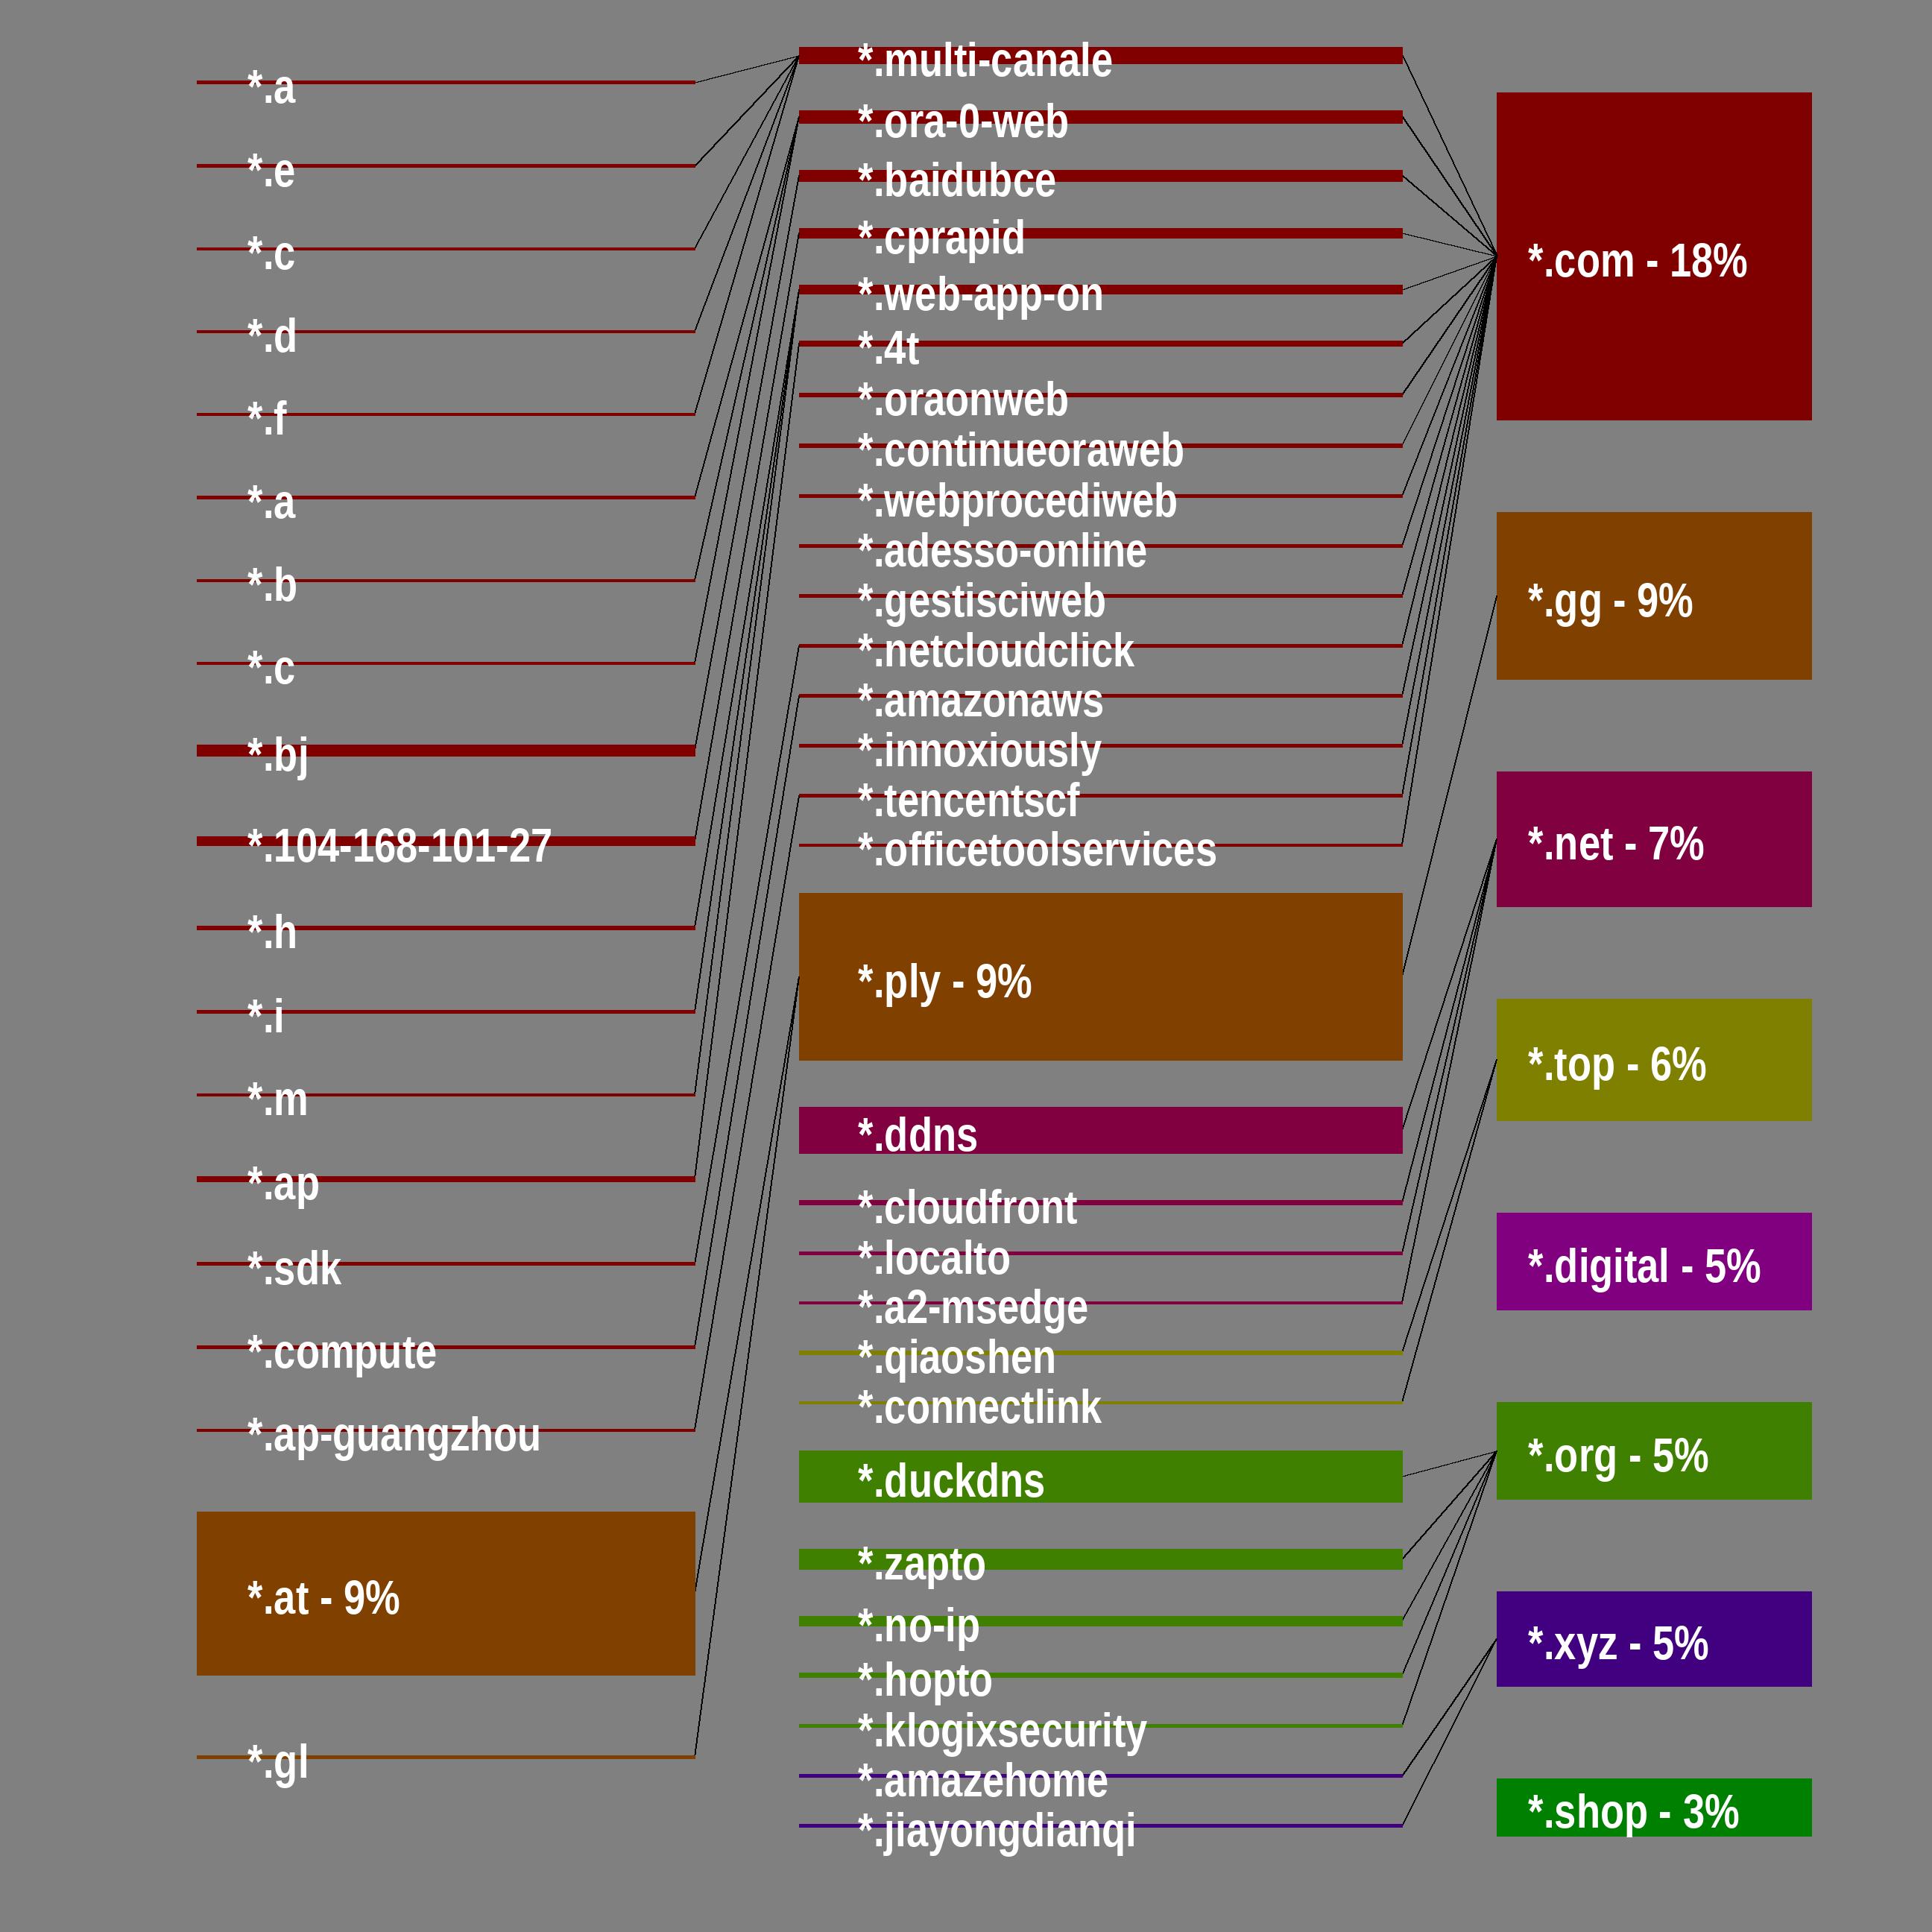 *.a
*.e
*.c
*.d
*.f
*.a
*.b
*.c
*.bj
*.104-168-101-27
*.h
*.i
*.m
*.ap
*.sdk
*.compute
*.ap-guangzhou
*.at - 9%
*.gl
*.multi-canale
*.ora-0-web
*.baidubce
*.cprapid
*.web-app-on
*.4t
*.oraonweb
*.continueoraweb
*.webprocediweb
*.adesso-online
*.gestisciweb
*.netcloudclick
*.amazonaws
*.innoxiously
*.tencentscf
*.officetoolservices
*.ply - 9%
*.ddns
*.cloudfront
*.localto
*.a2-msedge
*.qiaoshen
*.connectlink
*.duckdns
*.zapto
*.no-ip
*.hopto
*.klogixsecurity
*.amazehome
*.jiayongdianqi
*.com - 18%
*.gg - 9%
*.net - 7%
*.top - 6%
*.digital - 5%
*.org - 5%
*.xyz - 5%
*.shop - 3%